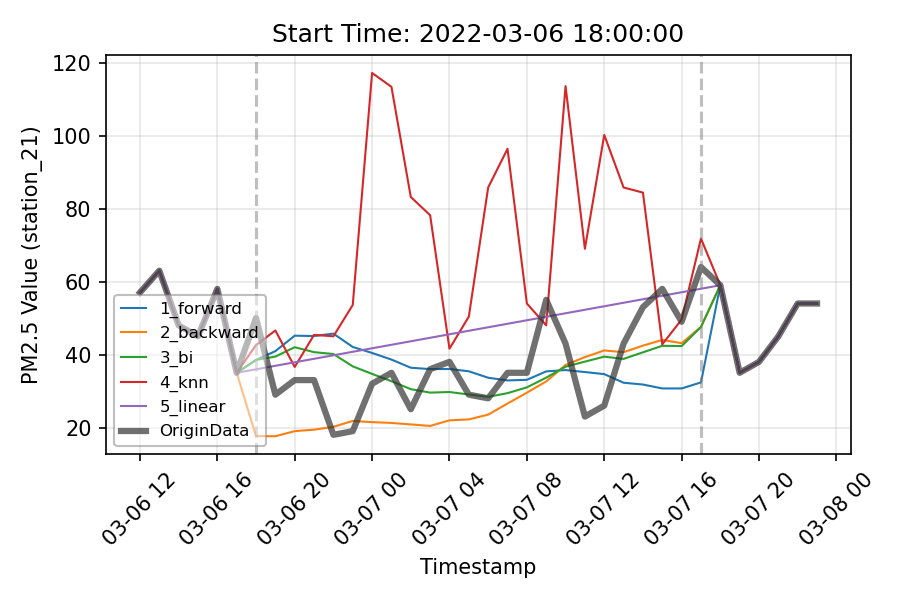 Start Time: 2022-03-06 18:00:00
PM2.5 Value (station_21)
120
100
80
60
40
20
1_forward
2_backward
3_bi
4_knn
5_linear
OriginData
03-06 12
03-06 16
03-06 20
03-07 00
03-07 04
03-07 08
03-07 12
03-07 16
03-07 20
03-08 00
Timestamp